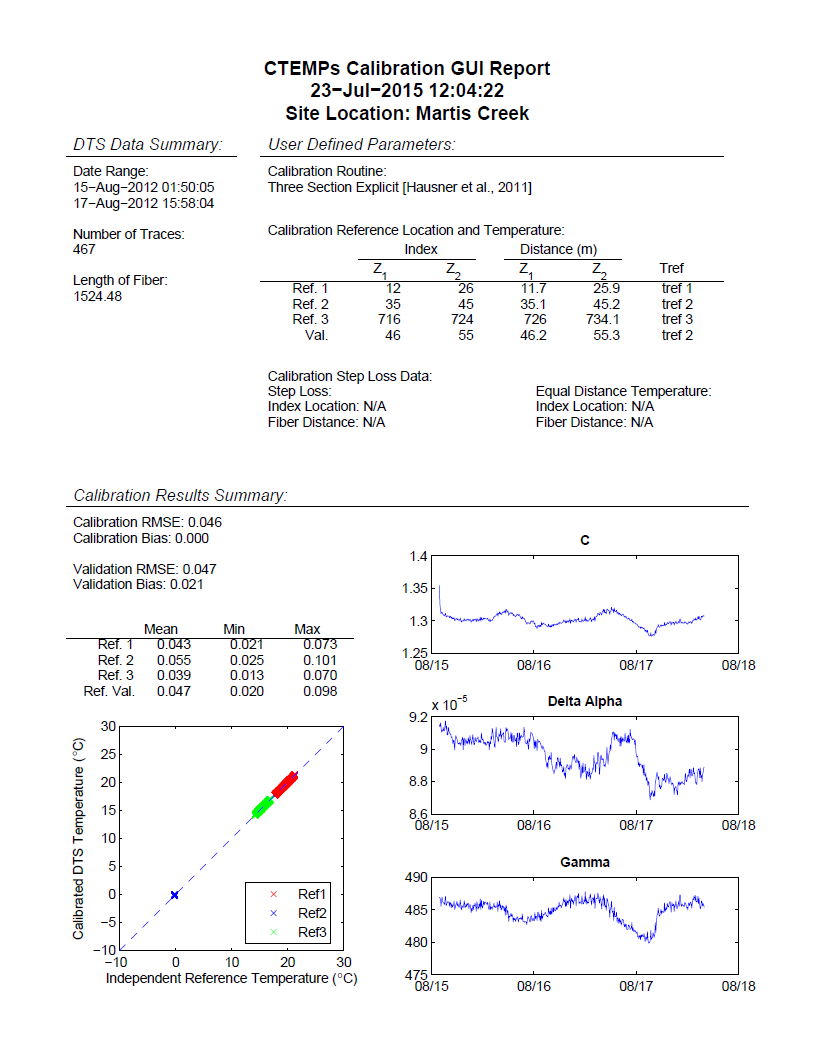 CTEMPs Calibration GUI Report
23−Jul−2015 12:04:22
Site Location: Martis Creek
DTS Data Summary:
Date Range:
15−Aug−2012 01:50:05
17−Aug−2012 15:58:04
Number of Traces:
467
Length of Fiber:
1524.48
User Defined Parameters:
Calibration Routine:
Three Section Explicit [Hausner et al., 2011]
Calibration Reference Location and Temperature:
Index Distance (m)
Z1 Z2 Z1 Z2 Tref
Ref. 1 12 26 11.7 25.9 tref 1
Ref. 2 35 45 35.1 45.2 tref 2
Ref. 3 716 724 726 734.1 tref 3
Val. 46 55 46.2 55.3 tref 2
Calibration Step Loss Data:
Step Loss:
Index Location: N/A
Fiber Distance: N/A
Equal Distance Temperature:
Index Location: N/A
Fiber Distance: N/A
Calibration Results Summary:
Calibration RMSE: 0.046
Calibration Bias: 0.000
Validation RMSE: 0.047
Validation Bias: 0.021
Mean Min Max
Ref. 1 0.043 0.021 0.073
Ref. 2 0.055 0.025 0.101
Ref. 3 0.039 0.013 0.070
Ref. Val. 0.047 0.020 0.098
Calibrated DTS Temperature (°C)
30
25
20
15
10
5
0
−5
−10
−10 0 10 20 30
Independent Reference Temperature (°C)
Ref1
Ref2
Ref3
C
1.4
1.35
1.3
1.25
08/15 08/16 08/17 08/18
Delta Alpha
x 10−5
9.2
9
8.8
8.6
08/15 08/16 08/17 08/18
Gamma
490
485
480
475
08/15 08/16 08/17 08/18